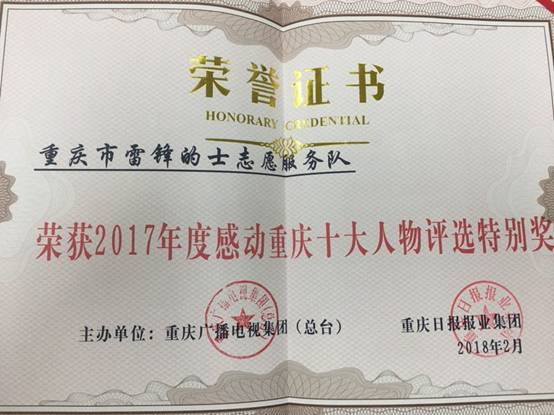 荣誉证书
HONORARY CREDENTIAL
重庆市雷锋的士志愿服务队
荣获2017年度感动重庆十大人物评选特别奖
主办单位：重庆广播电视集团（总台） 重庆日报报业集团
2018年2月